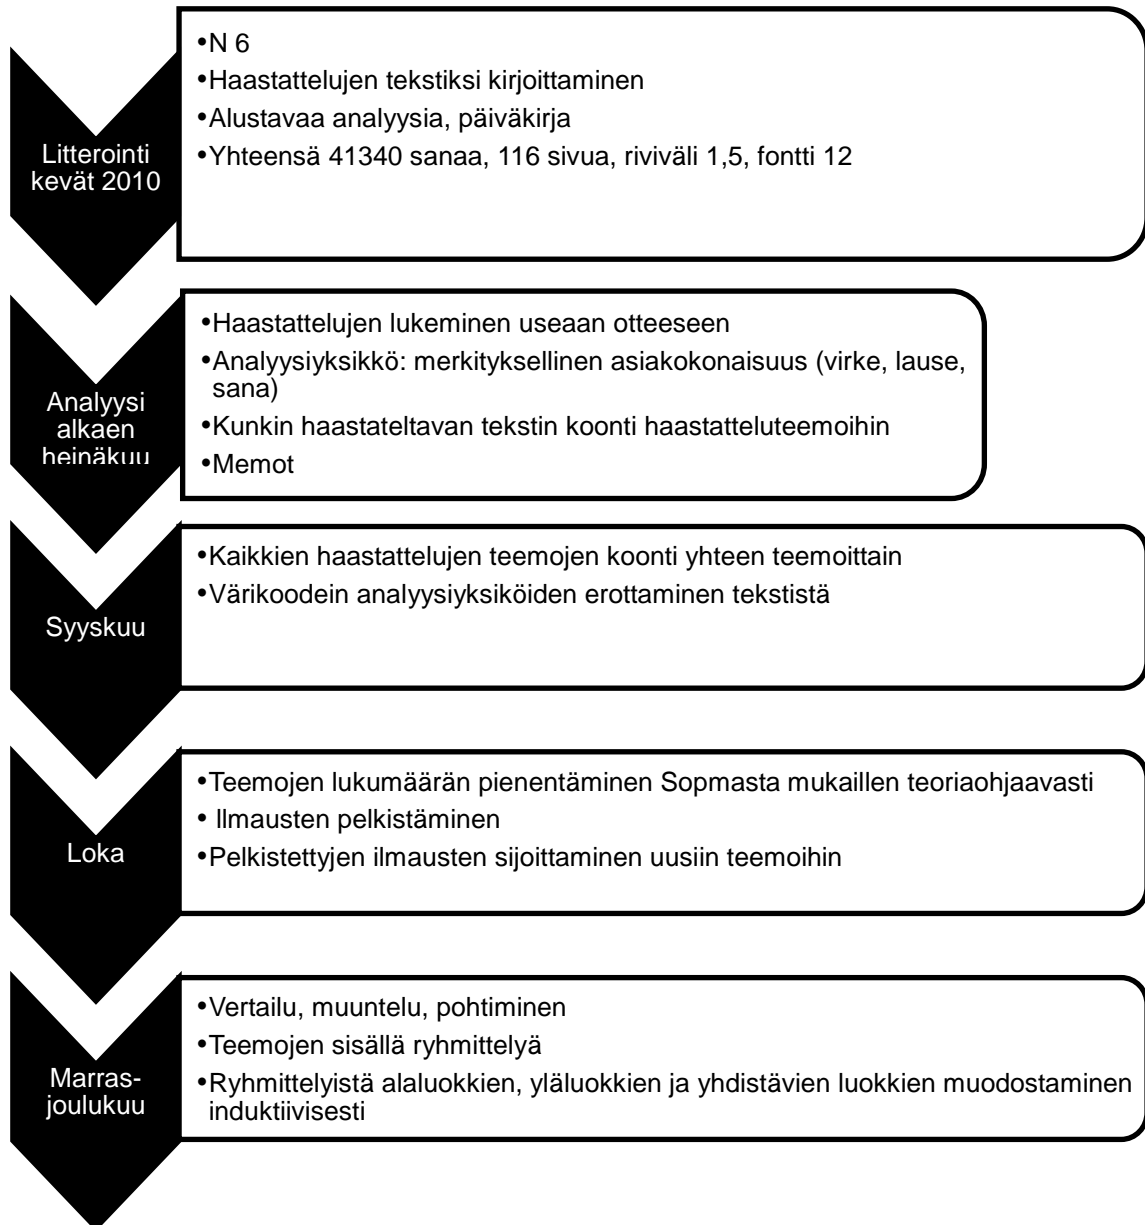 Litterointi
kevät 2010
•N 6
•Haastattelujen tekstiksi kirjoittaminen
•Alustavaa analyysia, päiväkirja
•Yhteensä 41340 sanaa, 116 sivua, riviväli 1,5, fontti 12
Analyysi
alkaen
heinäkuu
•Haastattelujen lukeminen useaan otteeseen
•Analyysiyksikkö: merkityksellinen asiakokonaisuus (virke, lause,
sana)
•Kunkin haastateltavan tekstin koonti haastatteluteemoihin
•Memot
Syyskuu
•Kaikkien haastattelujen teemojen koonti yhteen teemoittain
•Värikoodein analyysiyksiköiden erottaminen tekstistä
Loka
•Teemojen lukumäärän pienentäminen Sopmasta mukaillen teoriaohjaavasti
• Ilmausten pelkistäminen
•Pelkistettyjen ilmausten sijoittaminen uusiin teemoihin
Marras-
joulukuu
•Vertailu, muuntelu, pohtiminen
•Teemojen sisällä ryhmittelyä
•Ryhmittelyistä alaluokkien, yläluokkien ja yhdistävien luokkien muodostaminen
induktiivisesti